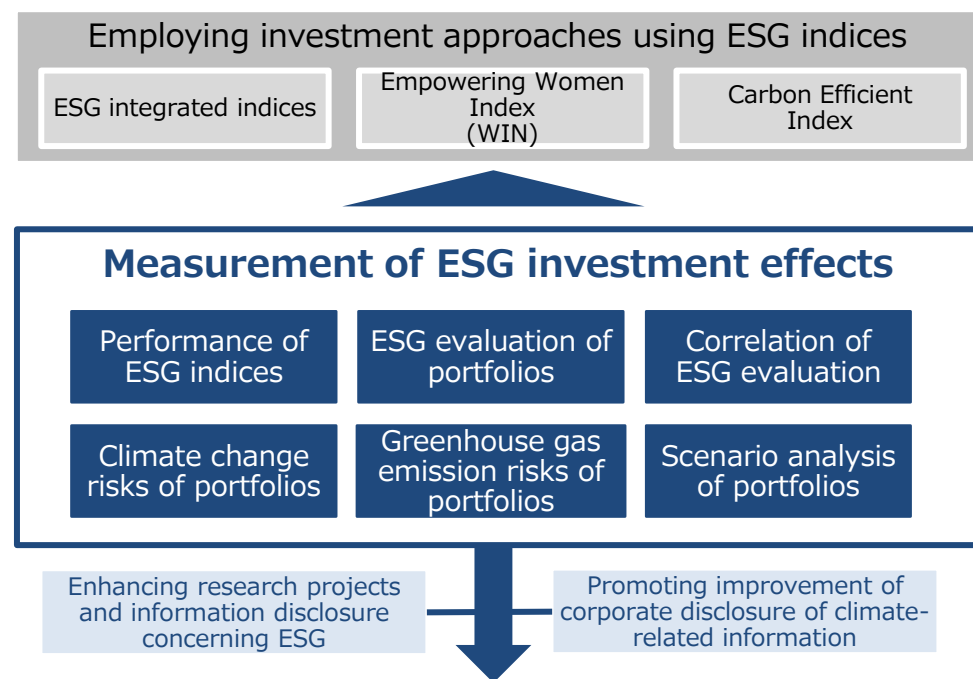 Employing investment approaches using ESG indices
ESG integrated indices
Empowering Women
Index
(WIN)
Carbon Efficient
Index
Measurement of ESG investment effects
Performance of
ESG indices
ESG evaluation of
portfolios
Correlation of
ESG evaluation
Climate change
risks of portfolios
Greenhouse gas
emission risks of
portfolios
Scenario analysis
of portfolios
Enhancing research projects
and information disclosure
concerning ESG
Promoting improvement of
corporate disclosure of climate-
related information